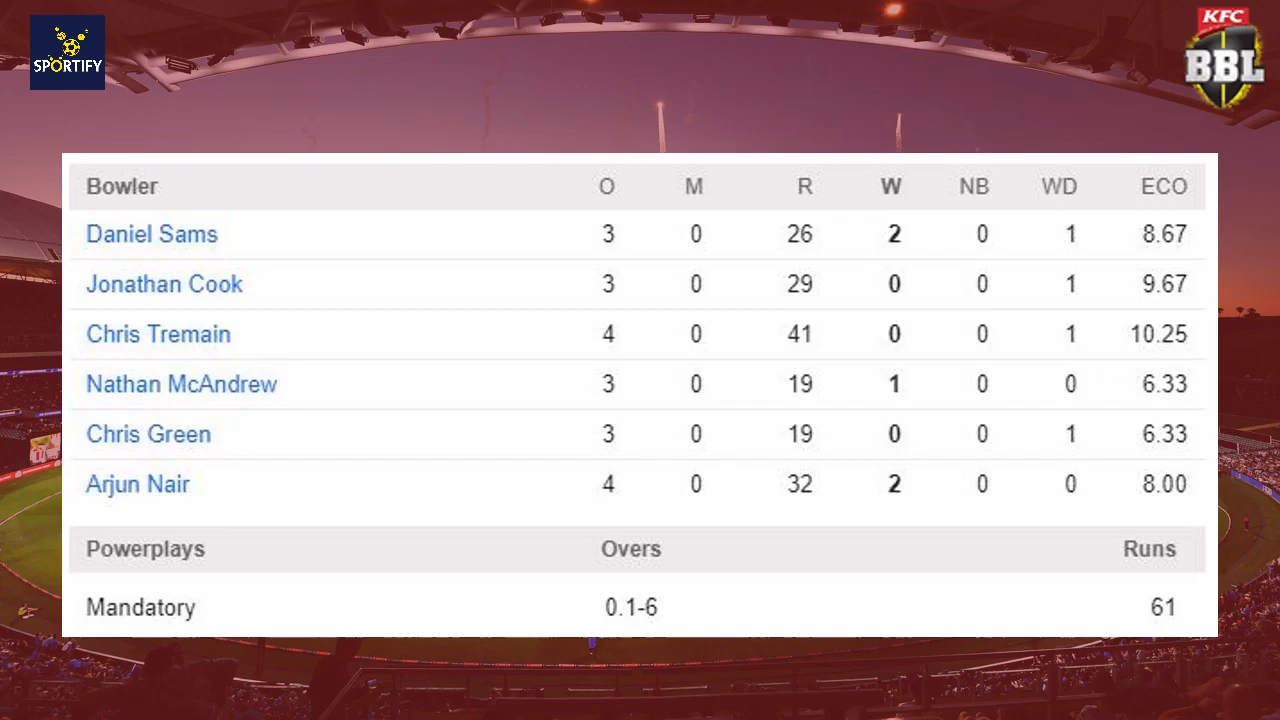 SPORTIFY
KFC
BBL
Bowler O M R W NB WD ECO
Daniel Sams 3 0 26 2 0 1 8.67
Jonathan Cook 3 0 29 0 0 1 9.67
Chris Tremain 4 0 41 0 0 1 10.25
Nathan McAndrew 3 0 19 1 0 0 6.33
Chris Green 3 0 19 0 0 1 6.33
Arjun Nair 4 0 32 2 0 0 8.00
Powerplays Overs Runs
Mandatory 0.1-6 61